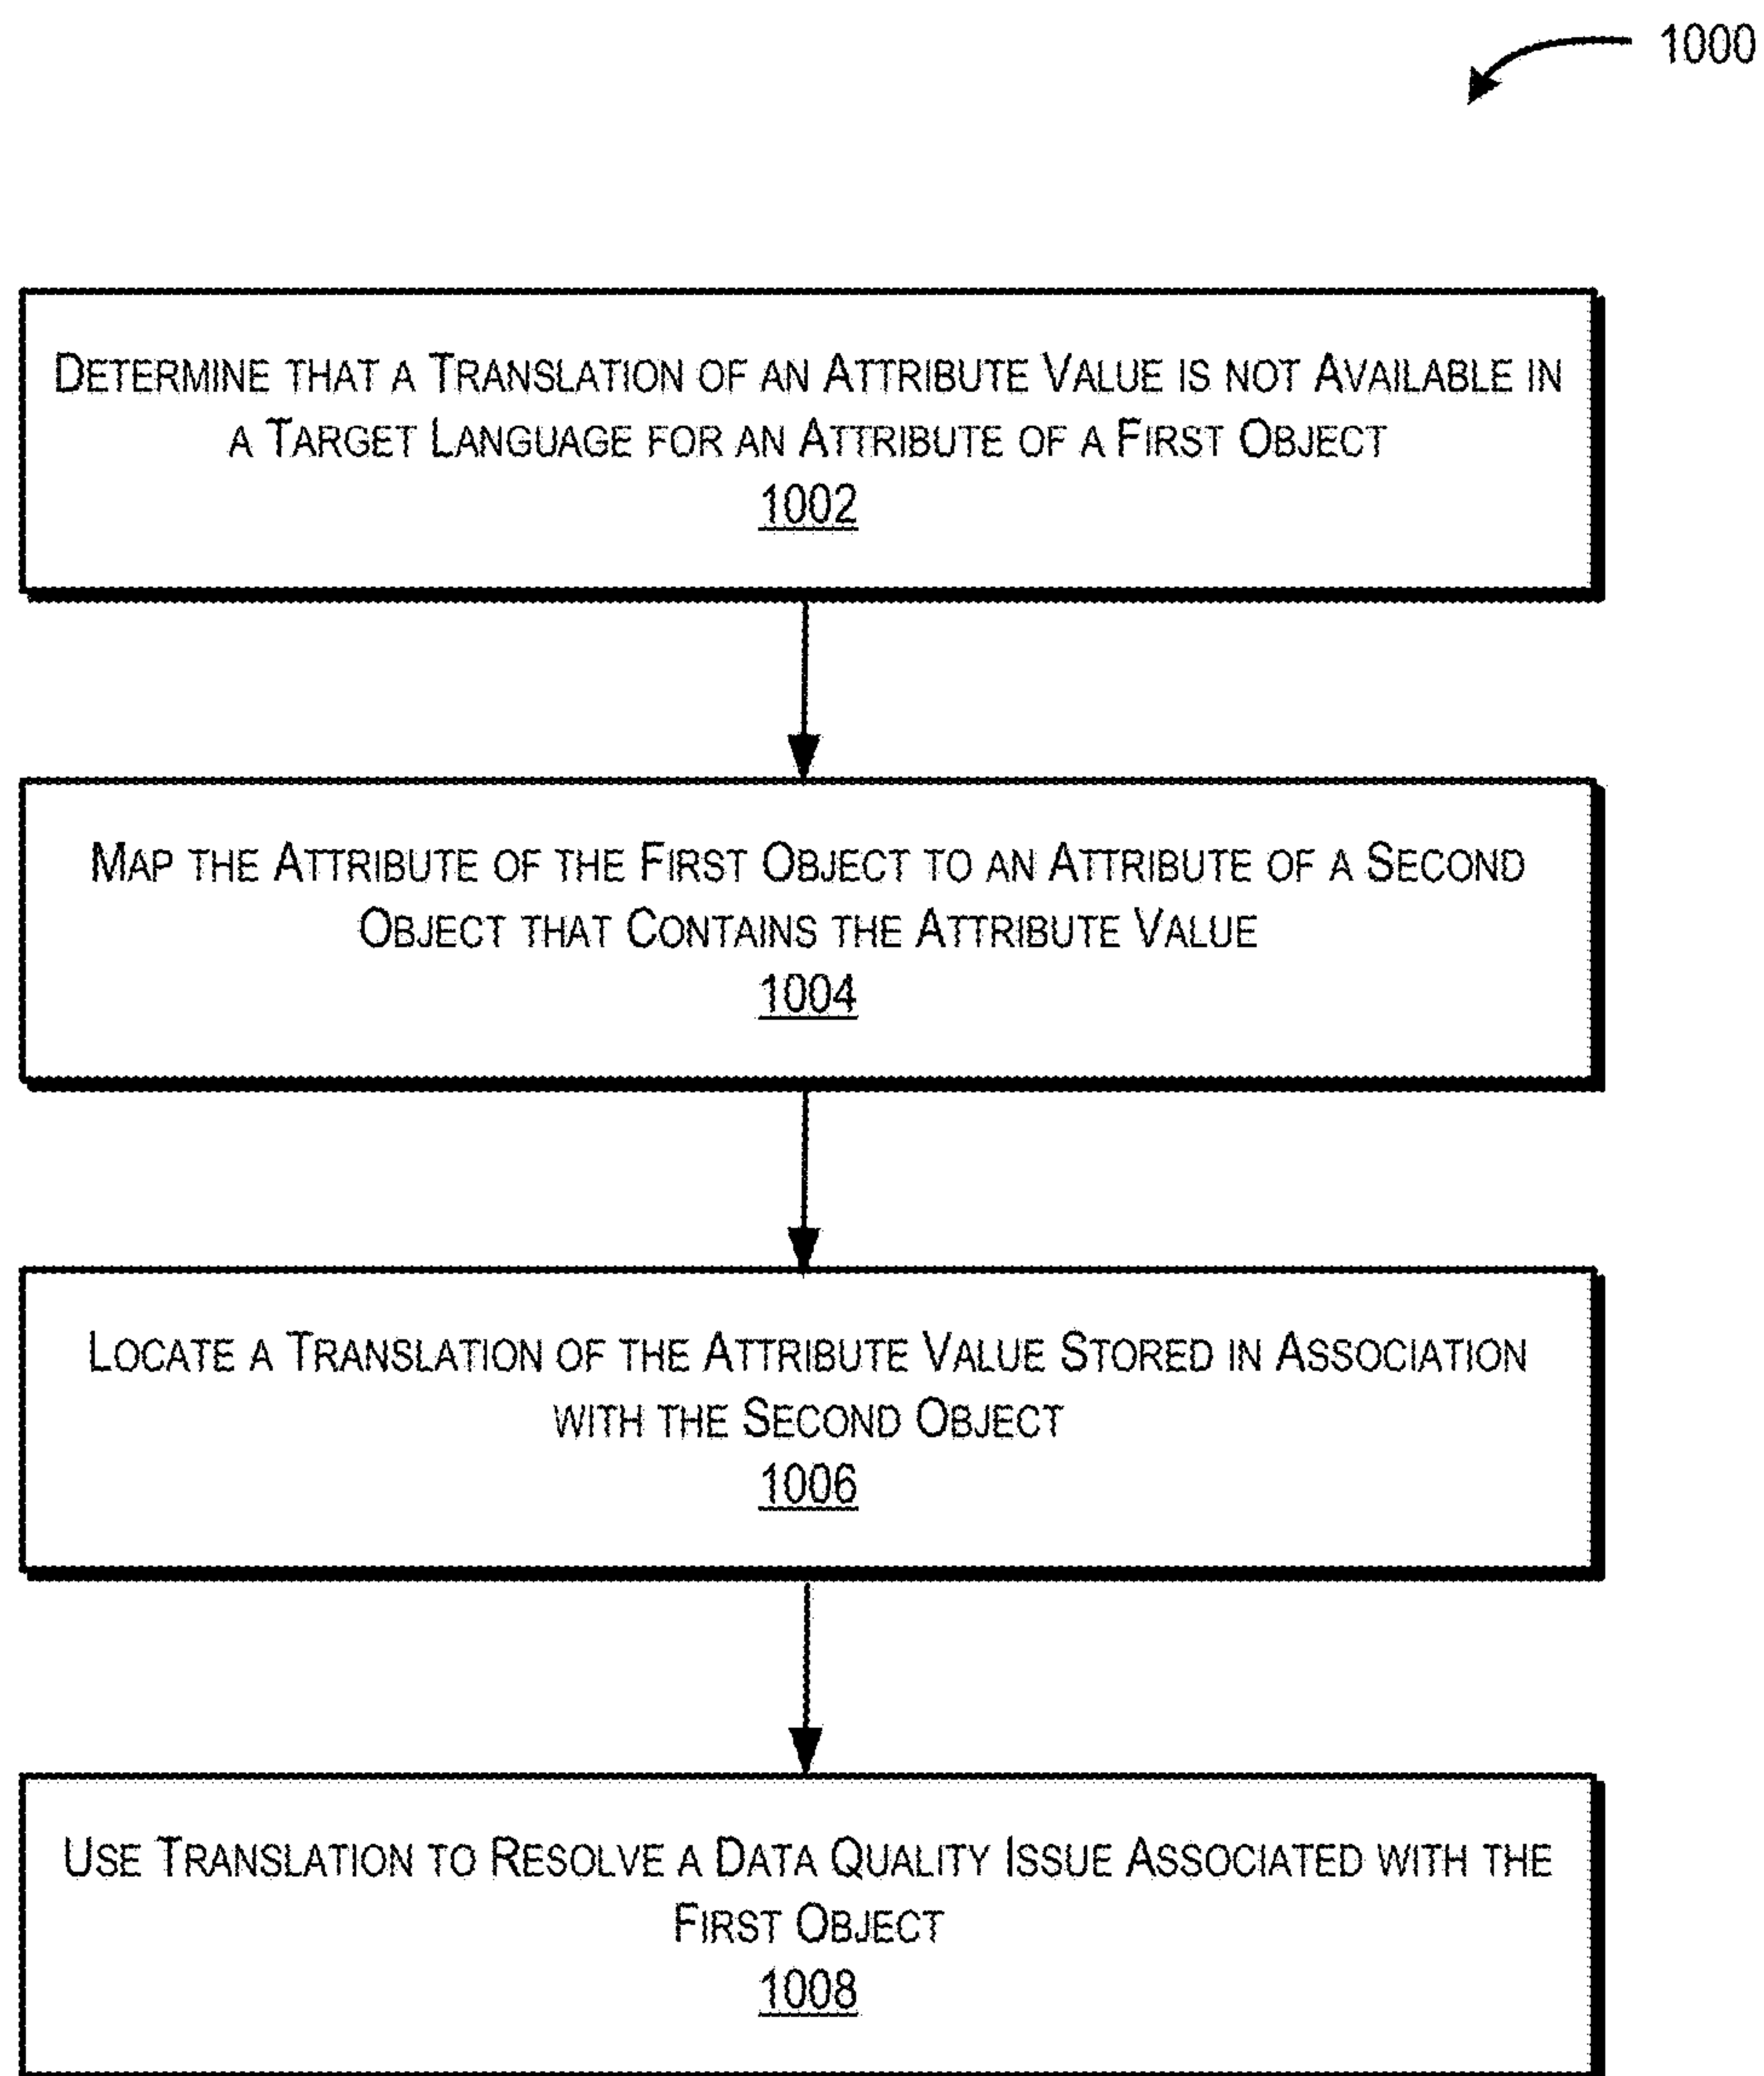 1000
DETERMINE THAT A TRANSLATION OF AN ATTRIBUTE VALUE IS NOT AVAILABLE IN
A TARGET LANGUAGE FOR AN ATTRIBUTE OF A FIRST OBJECT
1002
MAP THE ATTRIBUTE OF THE FIRST OBJECT TO AN ATTRIBUTE OF A SECOND
OBJECT THAT CONTAINS THE ATTRIBUTE VALUE
1004
LOCATE A TRANSLATION OF THE ATTRIBUTE VALUE STORED IN ASSOCIATION
WITH THE SECOND OBJECT
1006
USE TRANSLATION TO RESOLVE A DATA QUALITY ISSUE ASSOCIATED WITH THE
FIRST OBJECT
1008